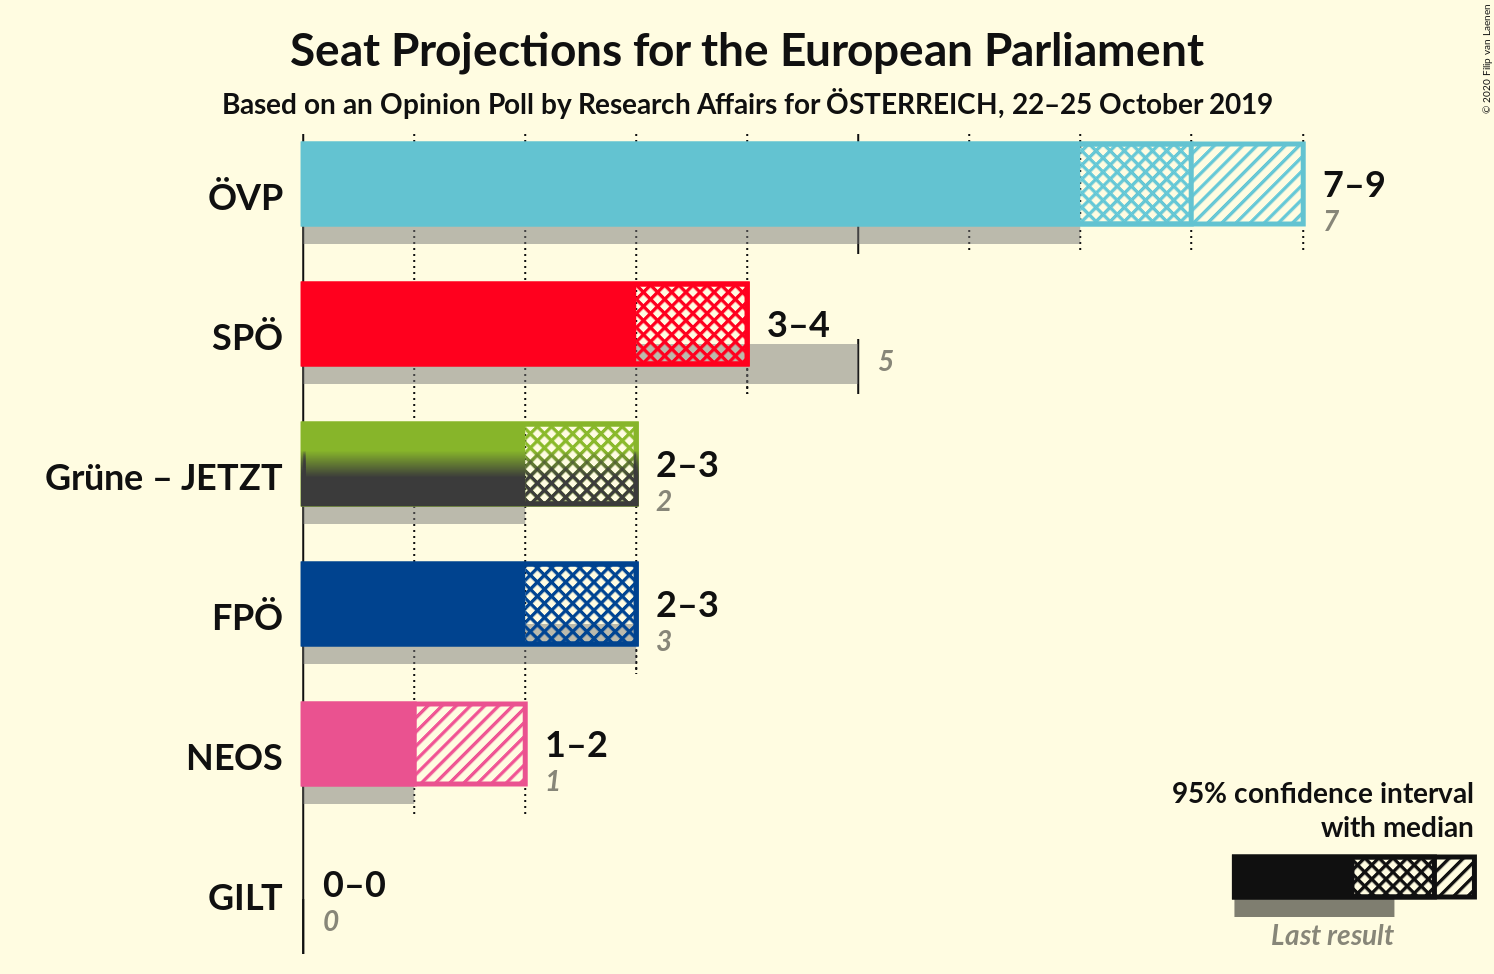 Seat Projections for the European Parliament
Based on an Opinion Poll by Research Affairs for ÖSTERREICH, 22–25 October 2019
© 2020 Filip van Laenen
ÖVP
7–9
7
SPÖ
3–4
5
Grüne – JETZT
2–3
2
FPÖ
2–3
3
NEOS
1–2
1
GILT
0–0
0
95% confidence interval
with median
Last result